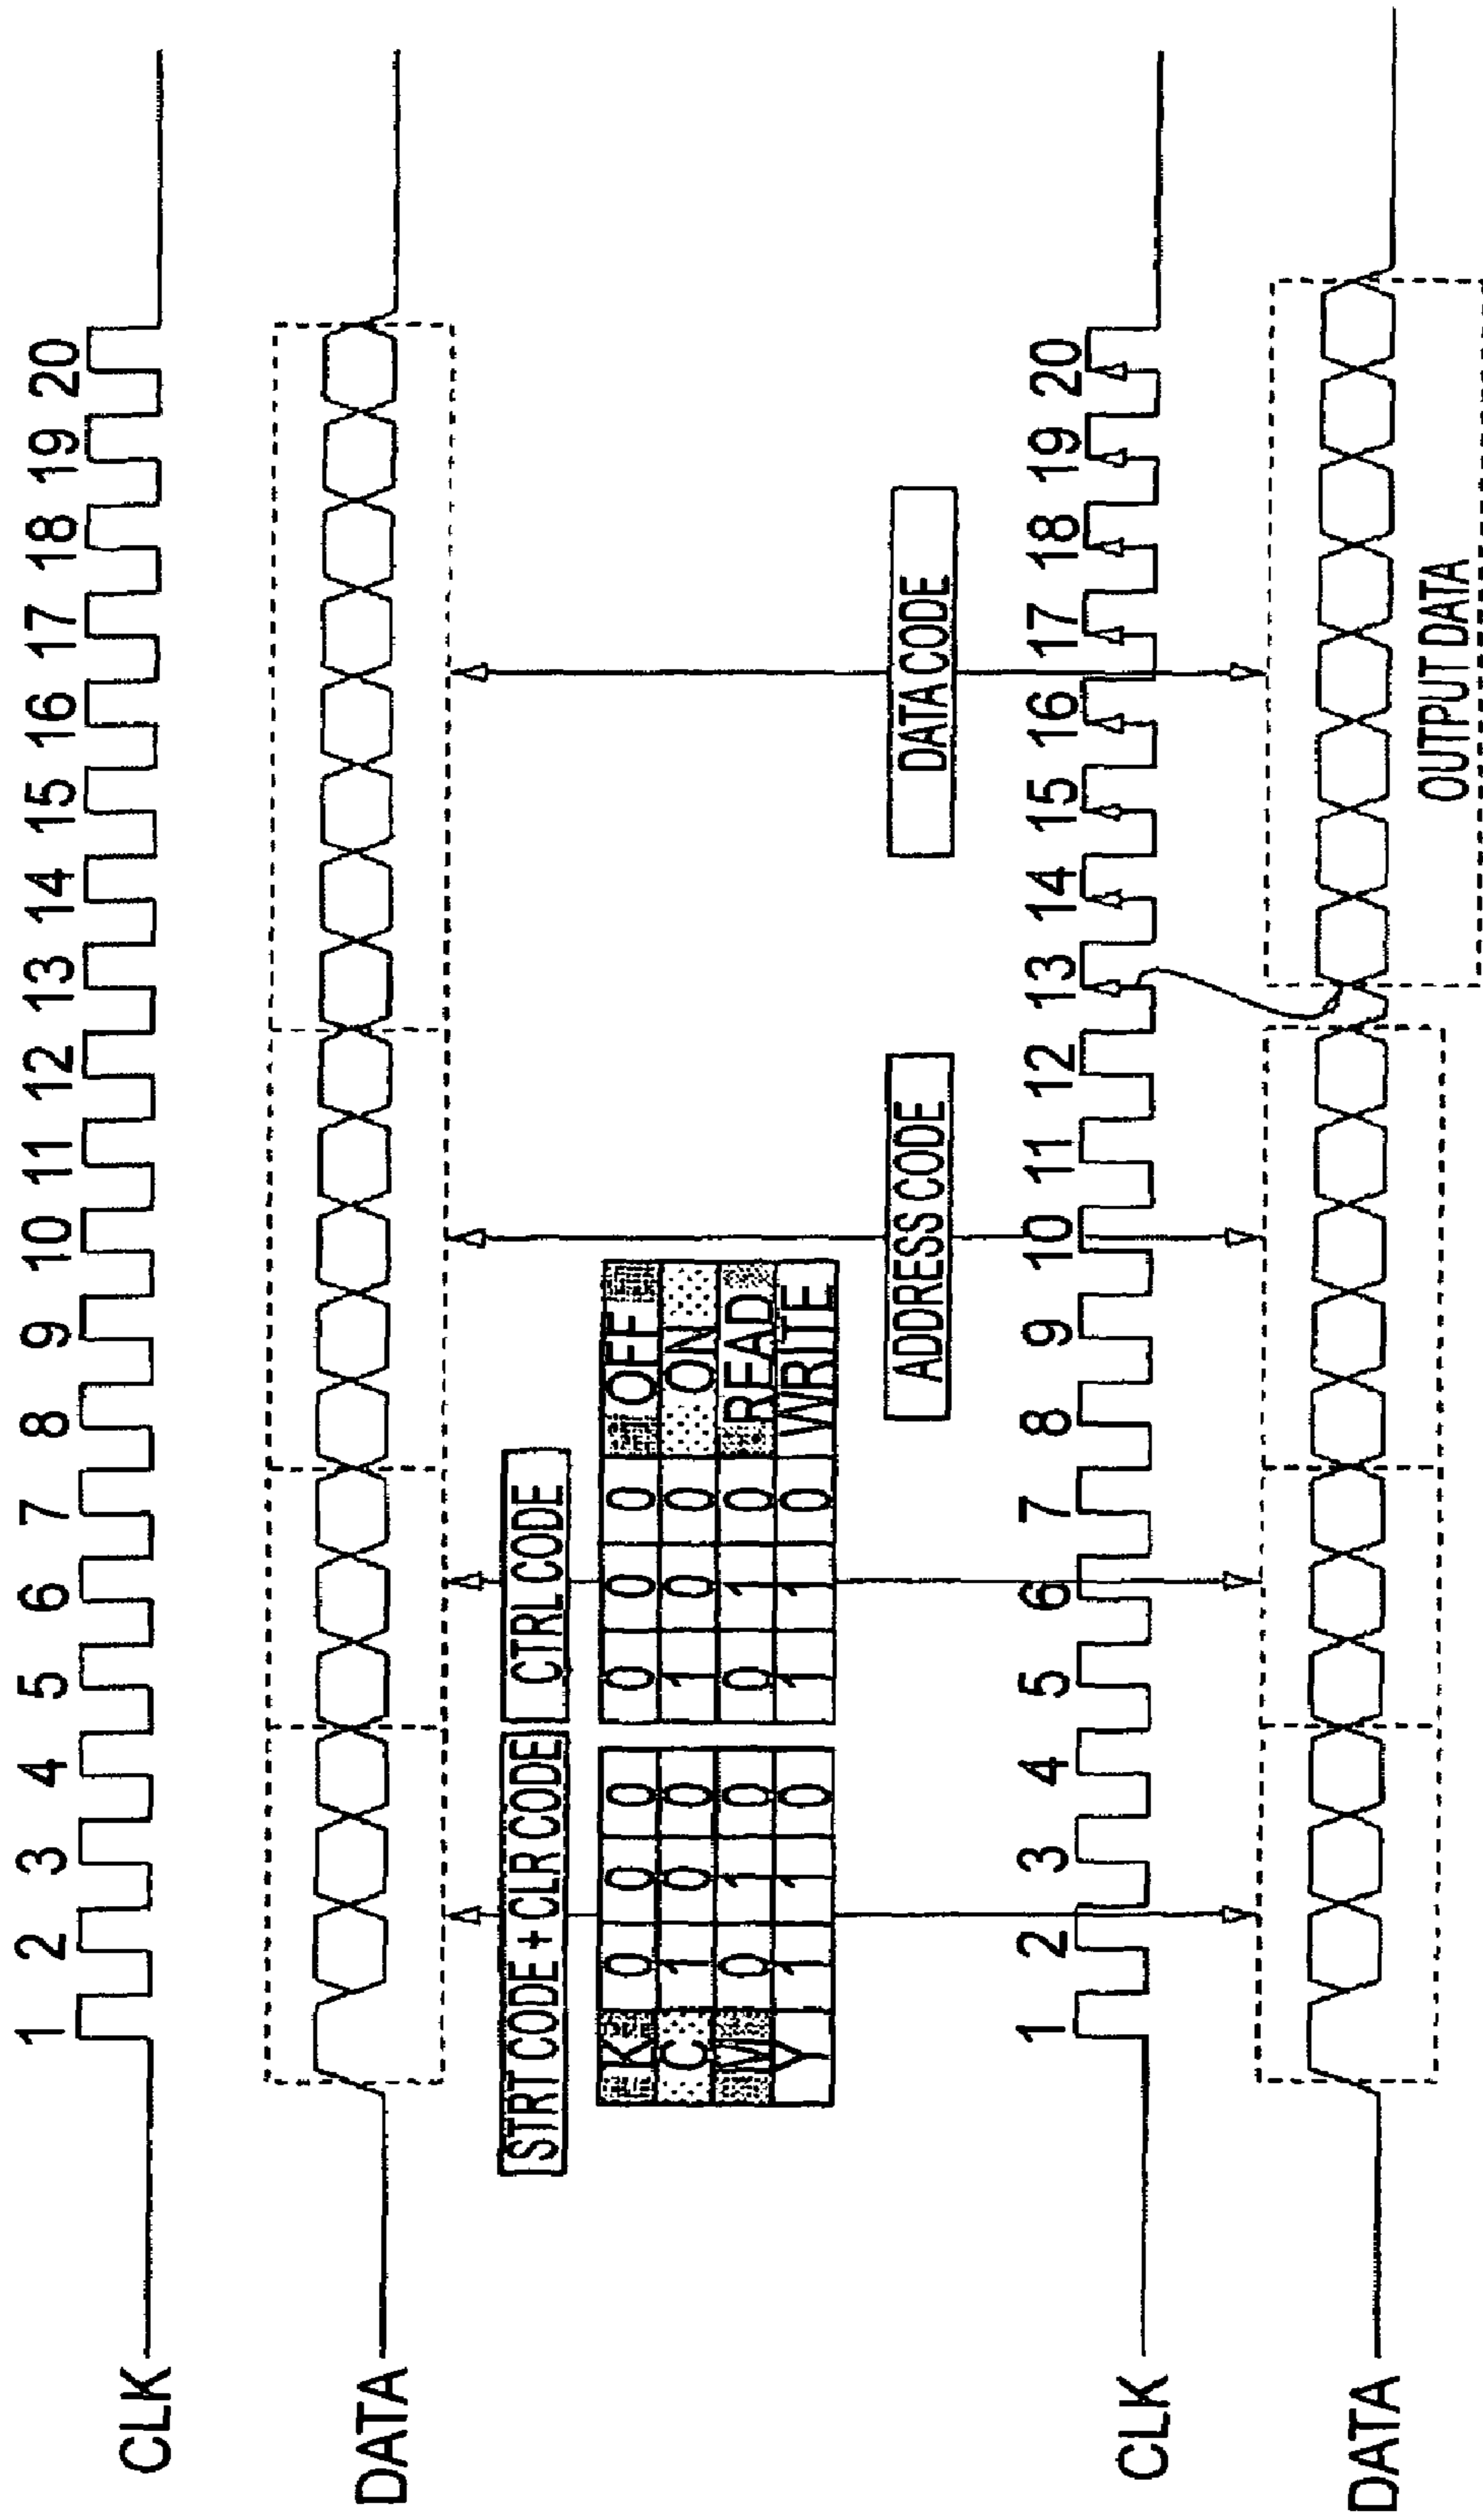 1 2 3 4 5 6 7 8 9 10 11 12 13 14 15 16 17 18 19 20
CLK
DATA
STRT CODE + CLR CODE
CTRL CODE
K 0 0 0
0 0 0 OFF
C 1 0 0
1 0 0 ON
M 0 1 0
0 1 0 READ
Y 1 1 0
1 1 0 WRITE
ADDRESS CODE
DATA CODE
1 2 3 4 5 6 7 8 9 10 11 12 13 14 15 16 17 18 19 20
CLK
DATA
OUTPUT DATA